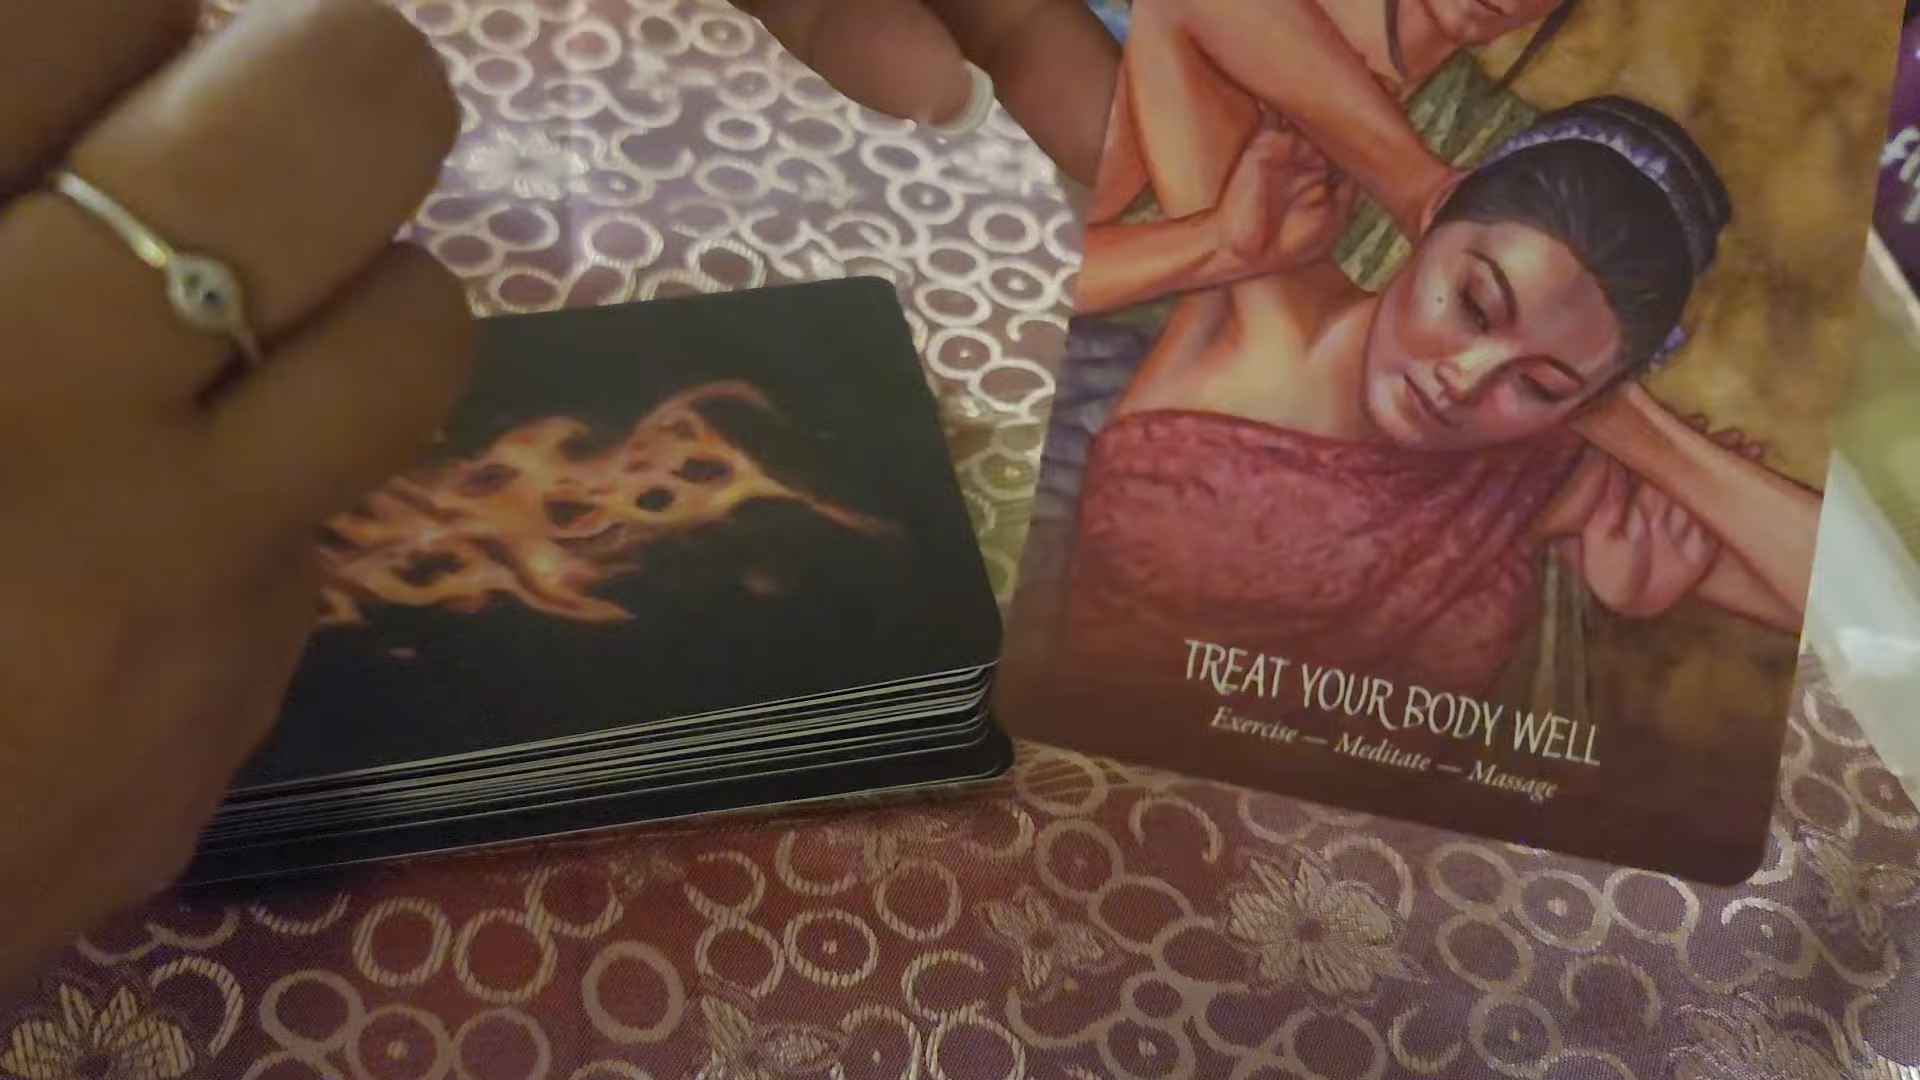 TREAT YOUR BODY WELL
Exercise — Meditate — Massage